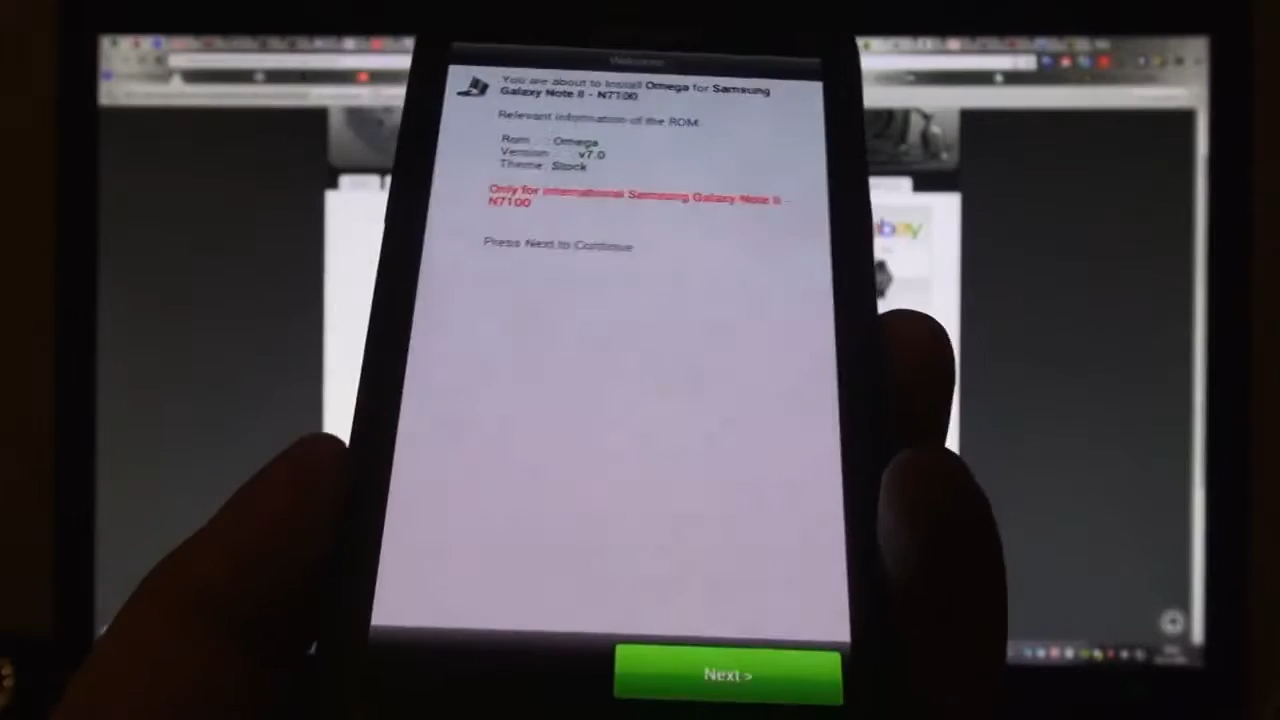 Welcome
You are about to install Omega for Samsung
Galaxy Note II - N7100
Relevant information of the ROM
Rom : Omega
Version v7.0
Theme: Stock
Only for International Samsung Galaxy Note II -
N7100
Press Next to Continue
Next >
ebay